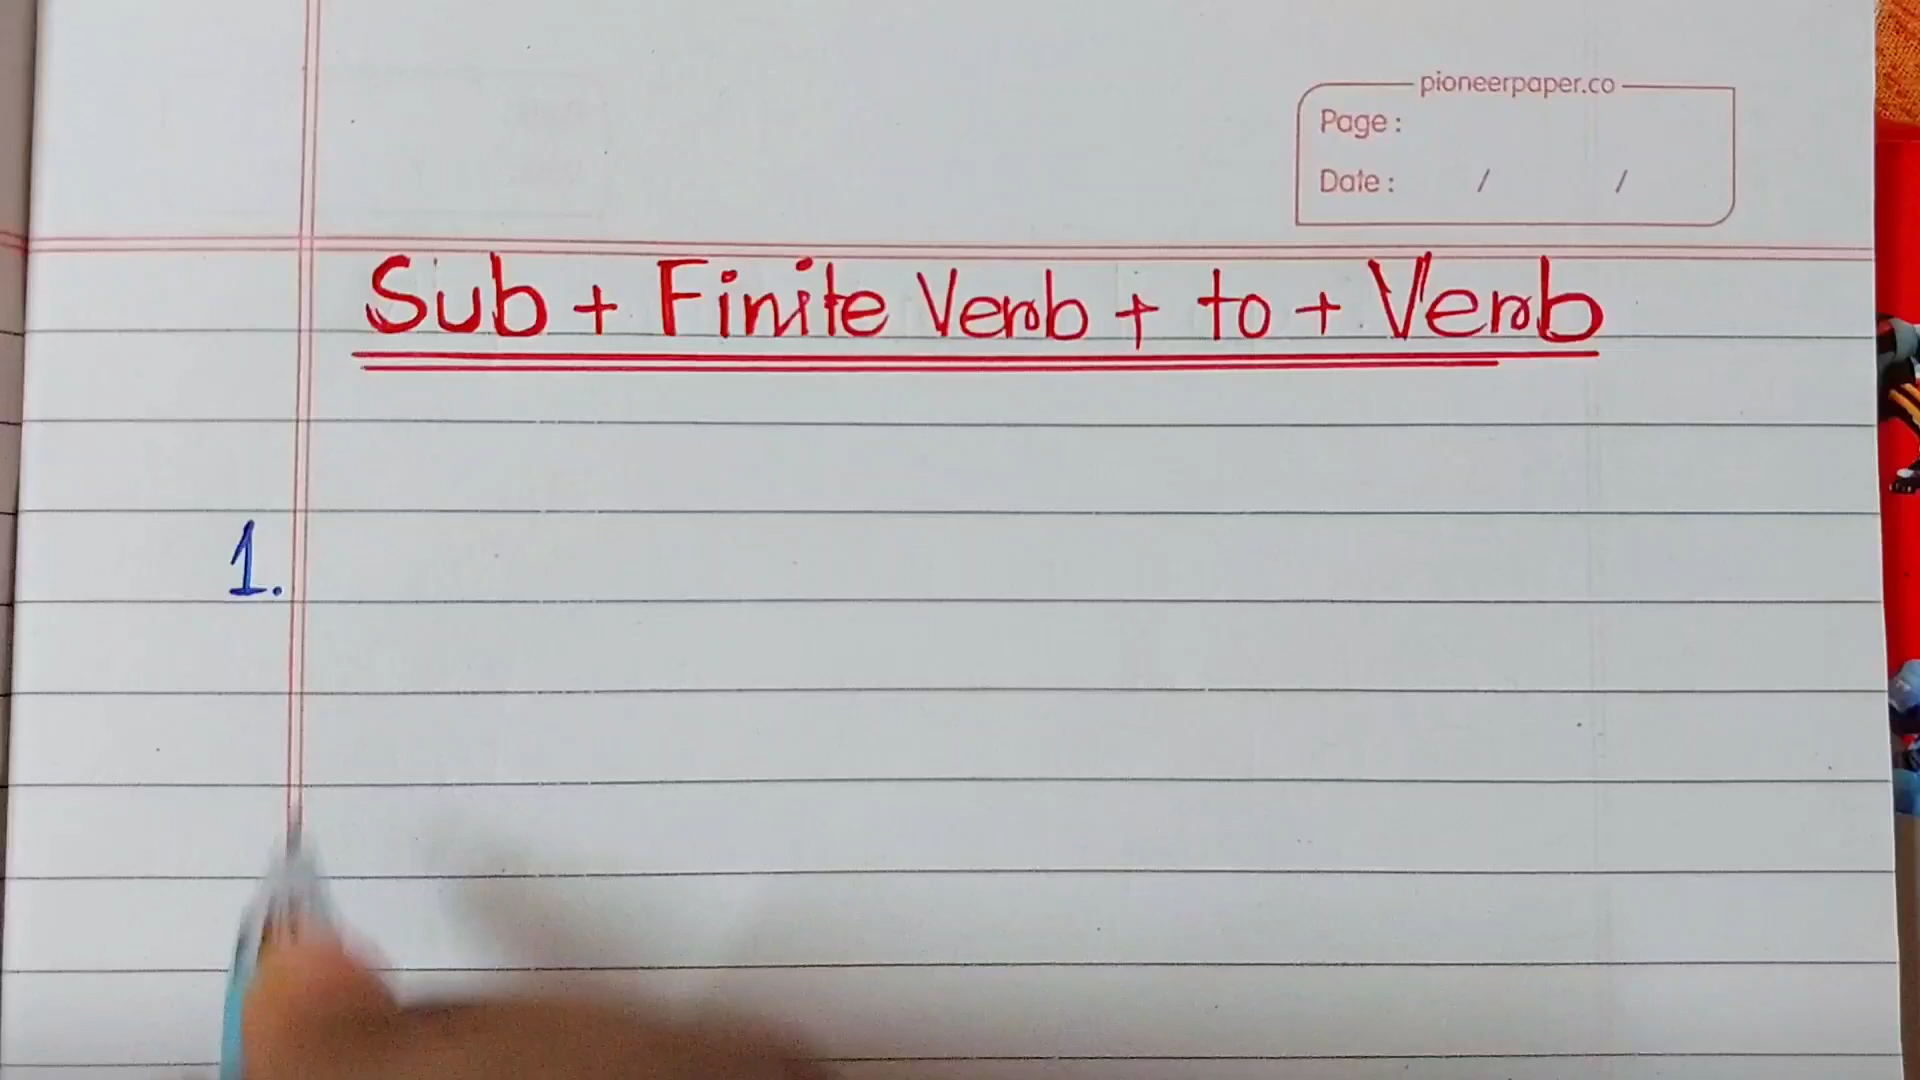 pioneerpaper.co
Page :
Date : / /
Sub + Finite Verb + to + Verb
1.